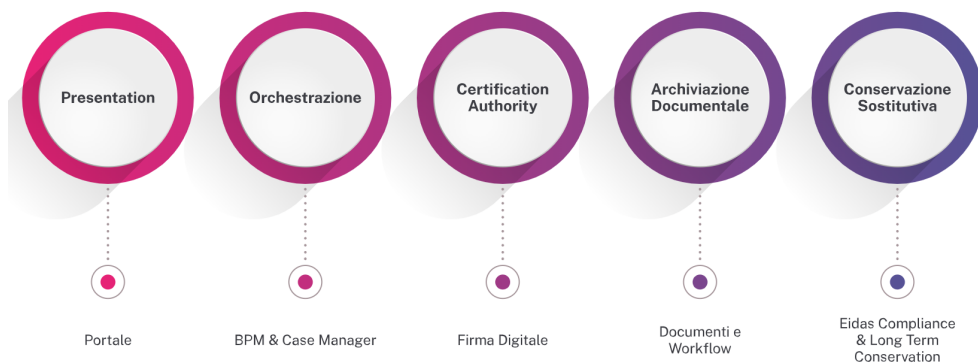 Presentation
Orchestrazione
Certification
Authority
Archiviazione
Documentale
Conservazione
Sostitutiva
Portale
BPM & Case Manager
Firma Digitale
Documenti e
Workflow
Eidas Compliance
& Long Term
Conservation